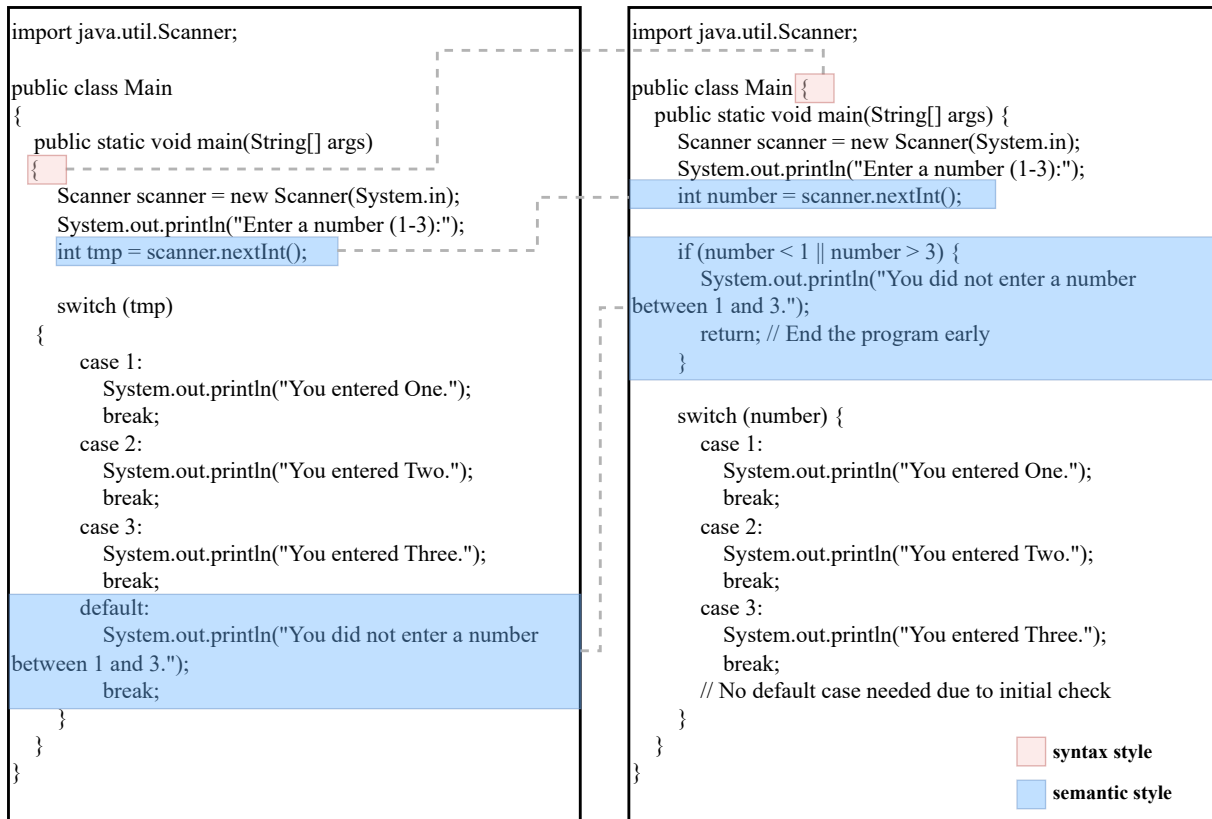 import java.util.Scanner;
public class Main
{
public static void main(String[] args)
{
Scanner scanner = new Scanner(System.in);
System.out.println("Enter a number (1-3):");
int tmp = scanner.nextInt();
switch (tmp)
{
case 1:
System.out.println("You entered One.");
break;
case 2:
System.out.println("You entered Two.");
break;
case 3:
System.out.println("You entered Three.");
break;
default:
System.out.println("You did not enter a number
between 1 and 3.");
break;
}
}
}
import java.util.Scanner;
public class Main {
public static void main(String[] args) {
Scanner scanner = new Scanner(System.in);
System.out.println("Enter a number (1-3):");
int number = scanner.nextInt();
if (number < 1 || number > 3) {
System.out.println("You did not enter a number
between 1 and 3.");
return; // End the program early
}
switch (number) {
case 1:
System.out.println("You entered One.");
break;
case 2:
System.out.println("You entered Two.");
break;
case 3:
System.out.println("You entered Three.");
break;
// No default case needed due to initial check
}
}
}
syntax style
semantic style